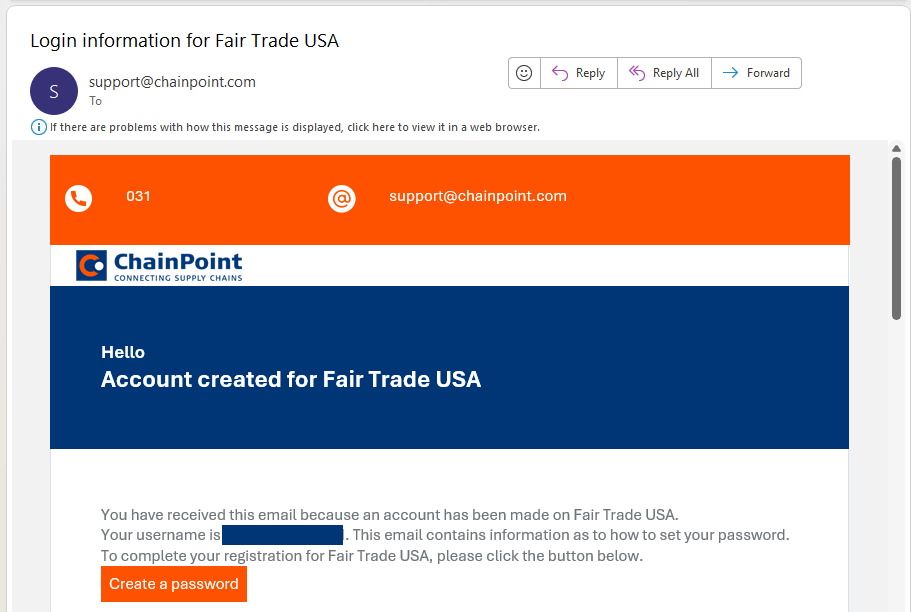 Login information for Fair Trade USA
S
support@chainpoint.com
To
Reply
Reply All
Forward
If there are problems with how this message is displayed, click here to view it in a web browser.
031
support@chainpoint.com
ChainPoint
CONNECTING SUPPLY CHAINS
Hello
Account created for Fair Trade USA
You have received this email because an account has been made on Fair Trade USA.
Your username is . This email contains information as to how to set your password.
To complete your registration for Fair Trade USA, please click the button below.
Create a password